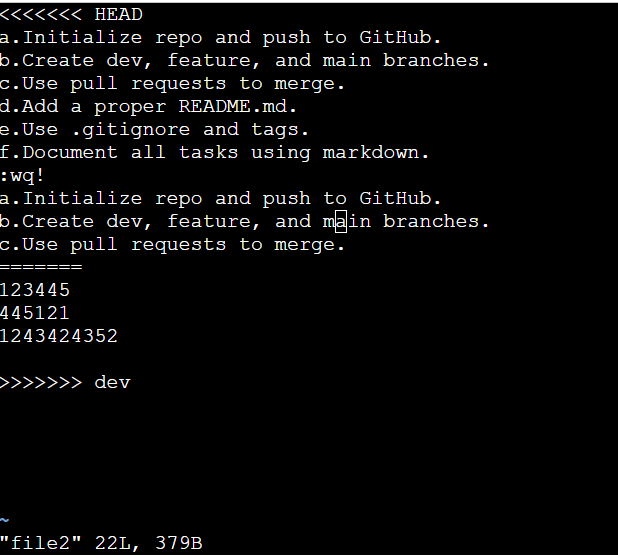 <<<<<<< HEAD
a.Initialize repo and push to GitHub.
b.Create dev, feature, and main branches.
c.Use pull requests to merge.
d.Add a proper README.md.
e.Use .gitignore and tags.
f.Document all tasks using markdown.
:wq!
a.Initialize repo and push to GitHub.
b.Create dev, feature, and main branches.
c.Use pull requests to merge.
=======
123445
445121
1243424352
>>>>>>> dev
~
"file2" 22L, 379B